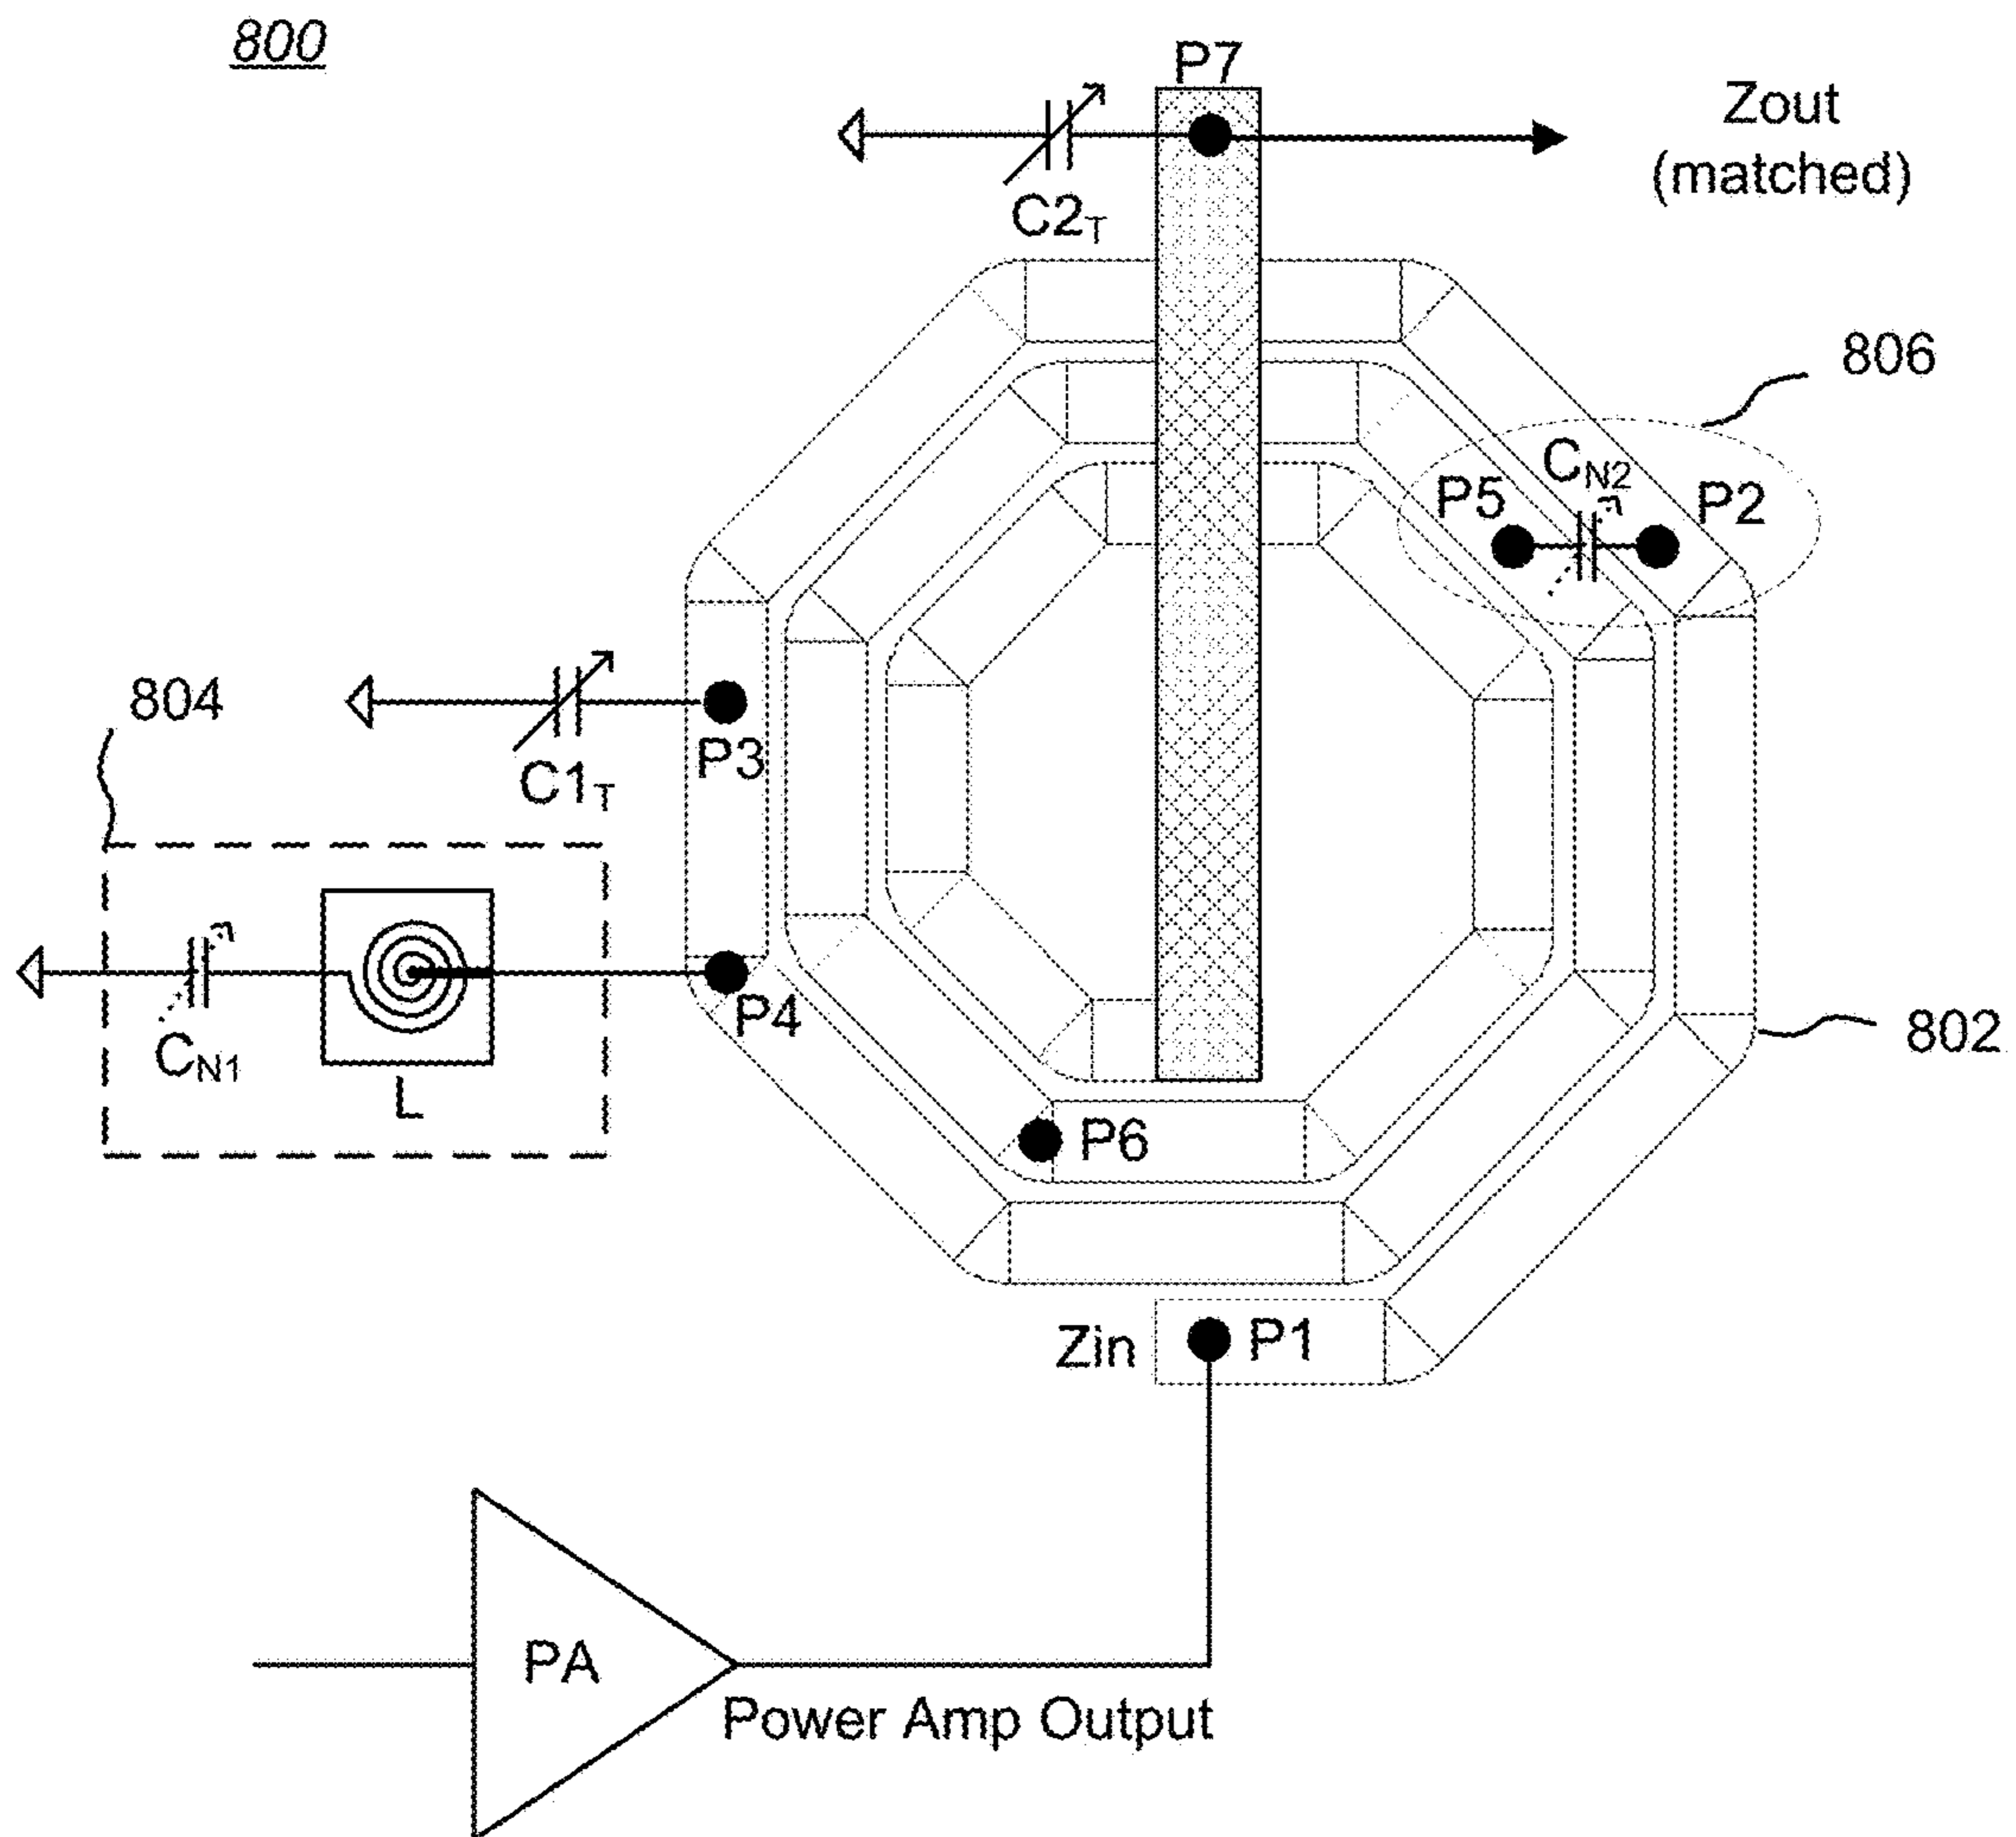 800
P7
Zout
(matched)
C2T
806
CN2
P5
P2
804
P3
C1T
P4
CN1
L
802
P6
Zin
P1
PA
Power Amp Output